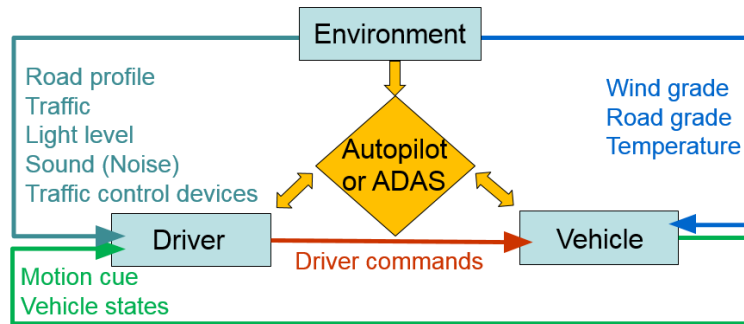 Environment
Road profile
Traffic
Light level
Sound (Noise)
Traffic control devices
Wind grade
Road grade
Temperature
Autopilot
or ADAS
Driver
Driver commands
Vehicle
Motion cue
Vehicle states